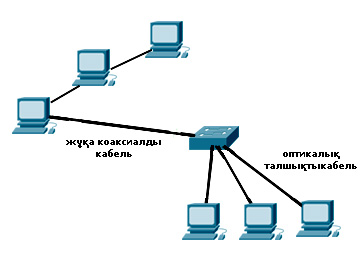 жұқа коаксиалды
кабель
оптикалық
талшықтыкабель